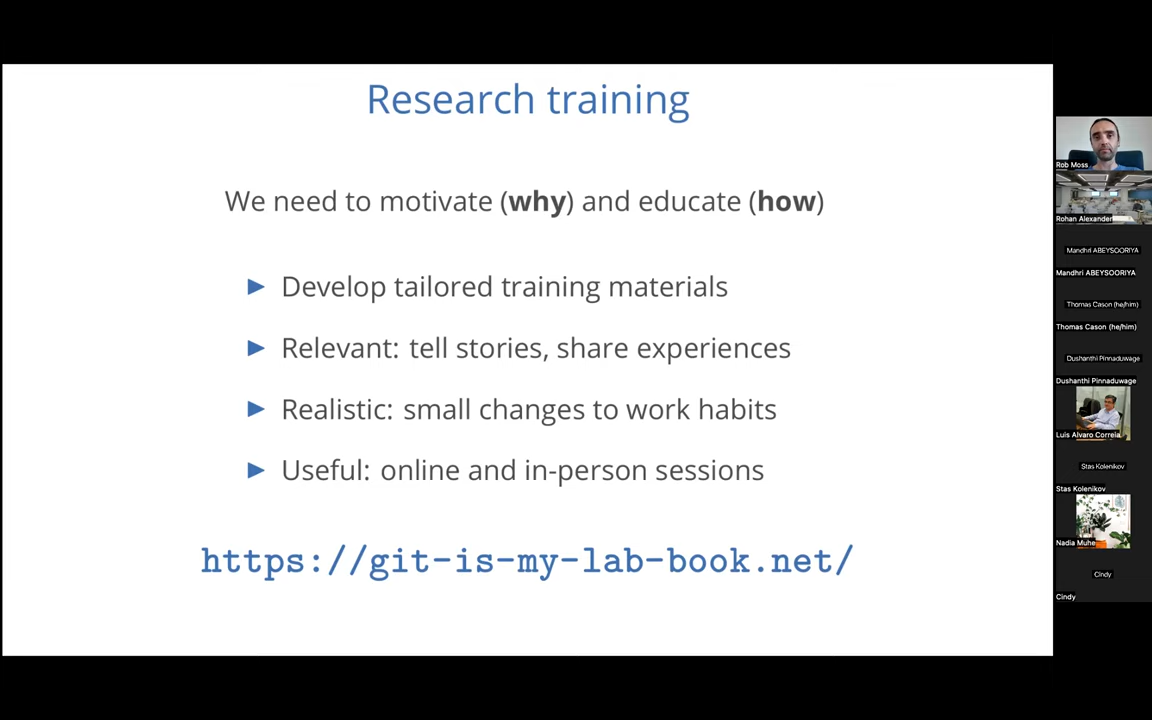 Research training
We need to motivate (why) and educate (how)
Develop tailored training materials
Relevant: tell stories, share experiences
Realistic: small changes to work habits
Useful: online and in-person sessions
https://git-is-my-lab-book.net/
Rob Moss
Rohan Alexander
Mandhri ABEYSOORIYA
Mandhri ABEYSOORIYA
Thomas Cason (he/him)
Thomas Cason (he/him)
Dushanthi Pinnaduwage
Dushanthi Pinnaduwage
Luis Alvaro Correia
Stas Kolenikov
Stas Kolenikov
Nadia Muhe
Cindy
Cindy